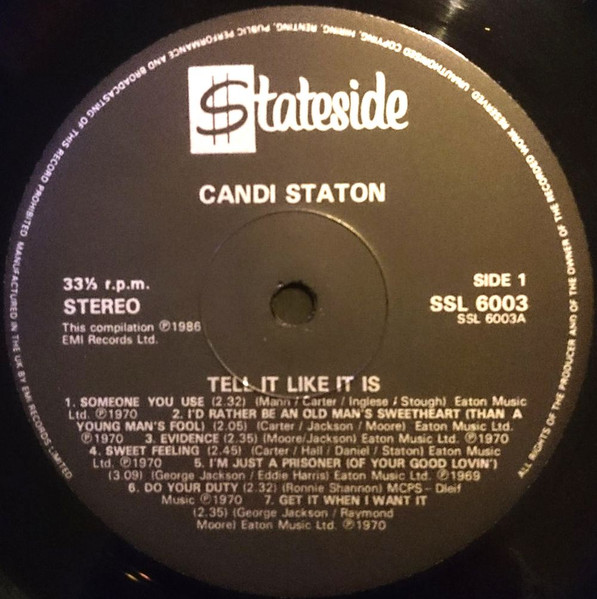 ALL RIGHTS OF THE PRODUCER AND OF THE OWNER OF THE RECORDED WORK RESERVED. UNAUTHORISED COPYING, HIRING, RENTING, PUBLIC PERFORMANCE AND BROADCASTING OF THIS RECORD PROHIBITED MANUFACTURED IN THE UK BY EMI RECORDS LIMITED
$tateside
CANDI STATON
33⅓ r.p.m.
STEREO
This compilation ℗1986
EMI Records Ltd.
SIDE 1
SSL 6003
SSL 6003A
TELL IT LIKE IT IS
1. SOMEONE YOU USE (2.32) (Mann / Carter / Inglese / Stough) Eaton Music
Ltd. ℗1970 2. I'D RATHER BE AN OLD MAN'S SWEETHEART (THAN A
YOUNG MAN'S FOOL) (2.05) (Carter / Jackson / Moore) Eaton Music Ltd.
℗1970 3. EVIDENCE (2.35) (Moore/Jackson) Eaton Music Ltd. ℗1970
4. SWEET FEELING (2.45) (Carter / Hall / Daniel / Staton) Eaton Music
Ltd. ℗1970 5. I'M JUST A PRISONER (OF YOUR GOOD LOVIN')
(3.09) (George Jackson / Eddie Harris) Eaton Music Ltd. ℗1969
6. DO YOUR DUTY (2.32) (Ronnie Shannon) MCPS – Dleif
Music ℗1970 7. GET IT WHEN I WANT IT
(2.35) (George Jackson / Raymond
Moore) Eaton Music Ltd. ℗1970